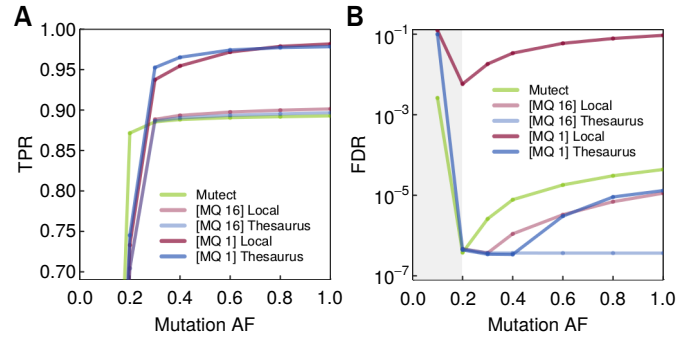 A
1.00
0.95
0.90
0.85
0.80
0.75
0.70
TPR
Mutect
[MQ 16] Local
[MQ 16] Thesaurus
[MQ 1] Local
[MQ 1] Thesaurus
0.0 0.2 0.4 0.6 0.8 1.0
Mutation AF
B
10⁻¹
10⁻³
10⁻⁵
10⁻⁷
FDR
Mutect
[MQ 16] Local
[MQ 16] Thesaurus
[MQ 1] Local
[MQ 1] Thesaurus
0.0 0.2 0.4 0.6 0.8 1.0
Mutation AF